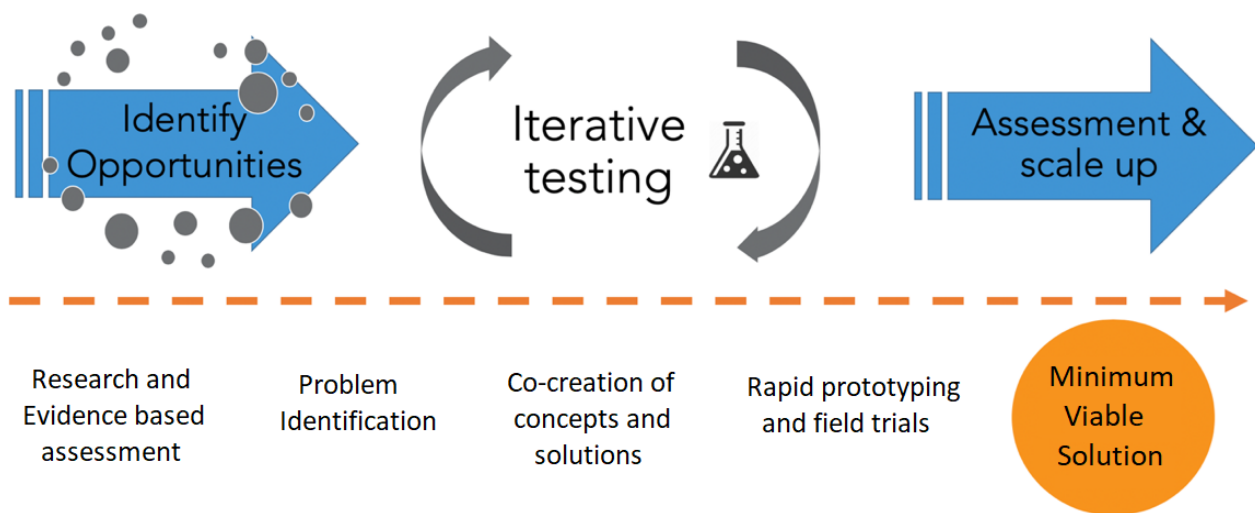 Identify
Opportunities
Iterative
testing
Assessment &
scale up
Research and
Evidence based
assessment
Problem
Identification
Co-creation of
concepts and
solutions
Rapid prototyping
and field trials
Minimum
Viable
Solution